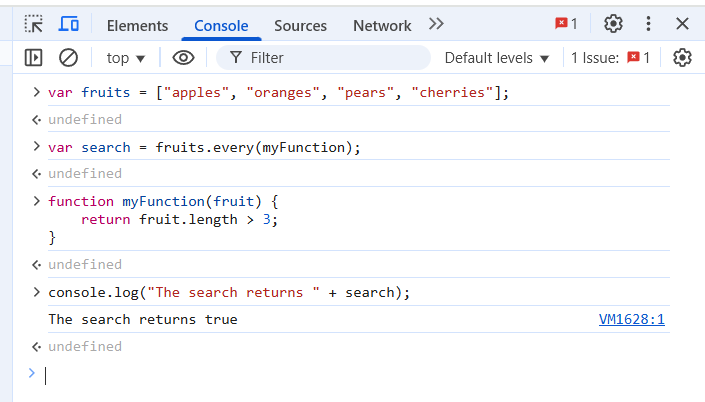 Elements Console Sources Network 1
top Filter Default levels 1 Issue: 1
var fruits = ["apples", "oranges", "pears", "cherries"];
undefined
var search = fruits.every(myFunction);
undefined
function myFunction(fruit) {
    return fruit.length > 3;
}
undefined
console.log("The search returns " + search);
The search returns true VM1628:1
undefined